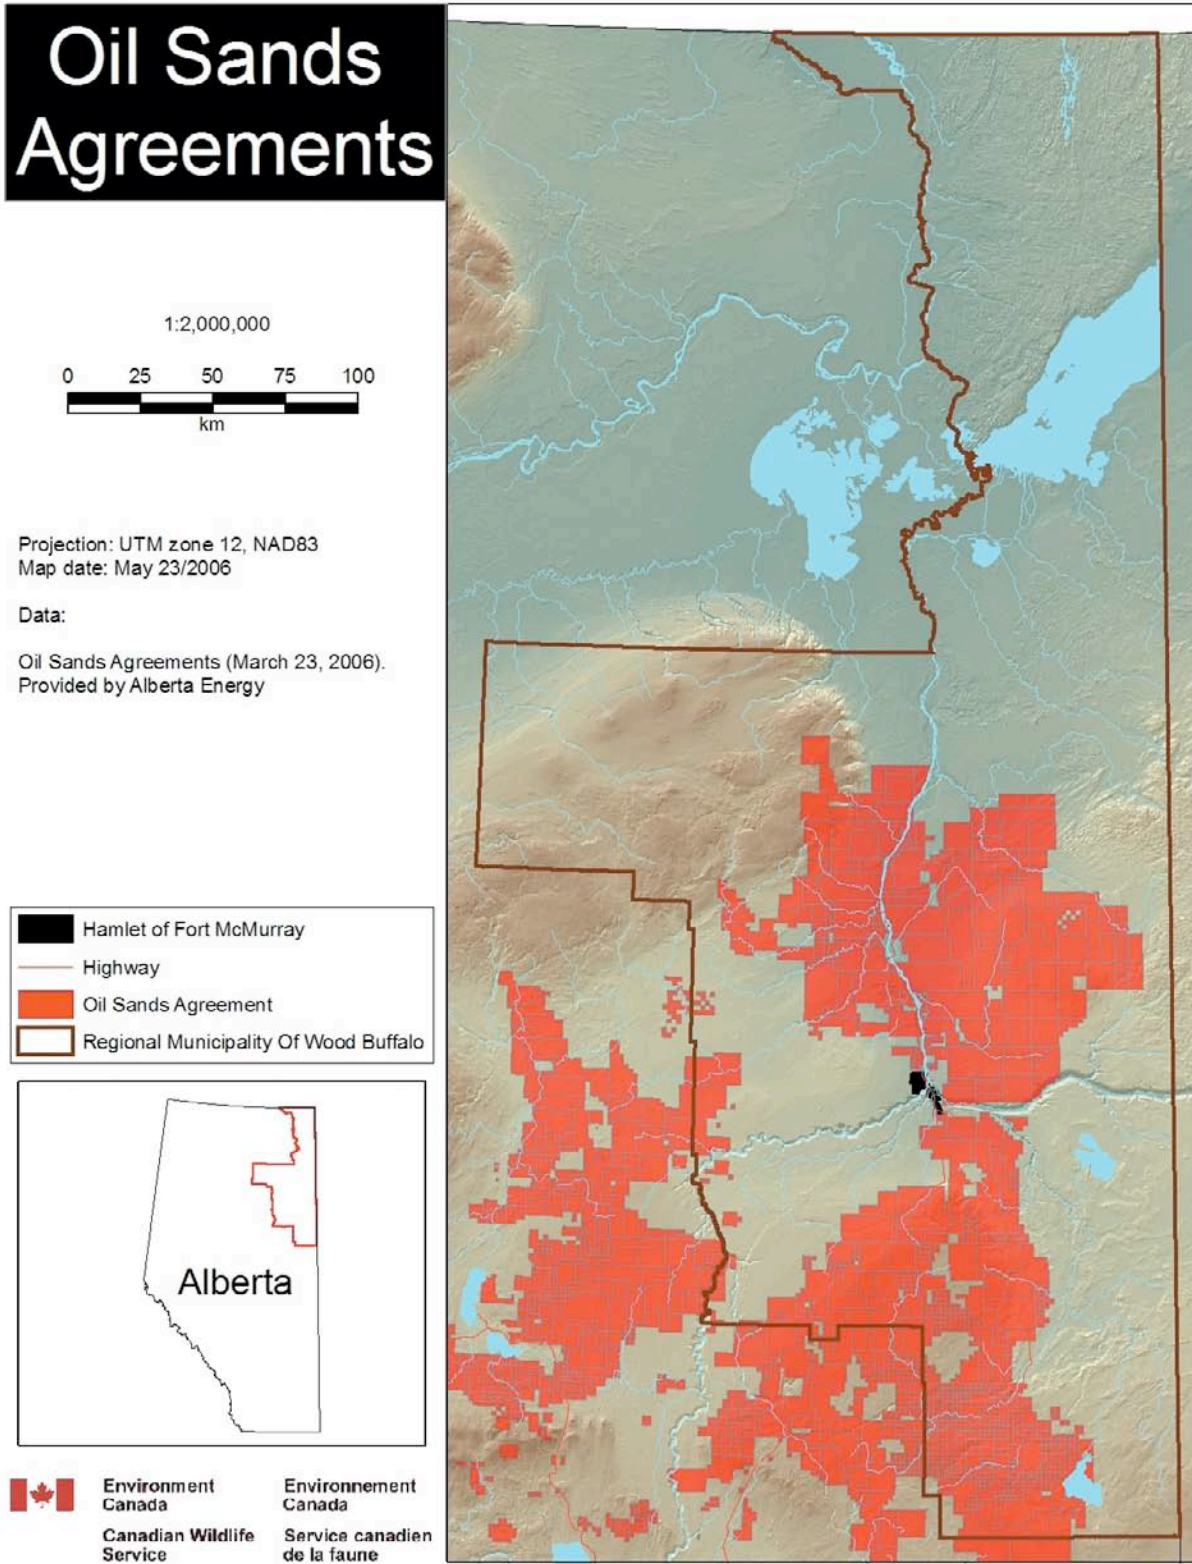 Oil Sands
Agreements
1:2,000,000
0 25 50 75 100
km
Projection: UTM zone 12, NAD83
Map date: May 23/2006
Data:
Oil Sands Agreements (March 23, 2006).
Provided by Alberta Energy
Hamlet of Fort McMurray
Highway
Oil Sands Agreement
Regional Municipality Of Wood Buffalo
Alberta
Environment
Canada
Canadian Wildlife
Service
Environnement
Canada
Service canadien
de la faune